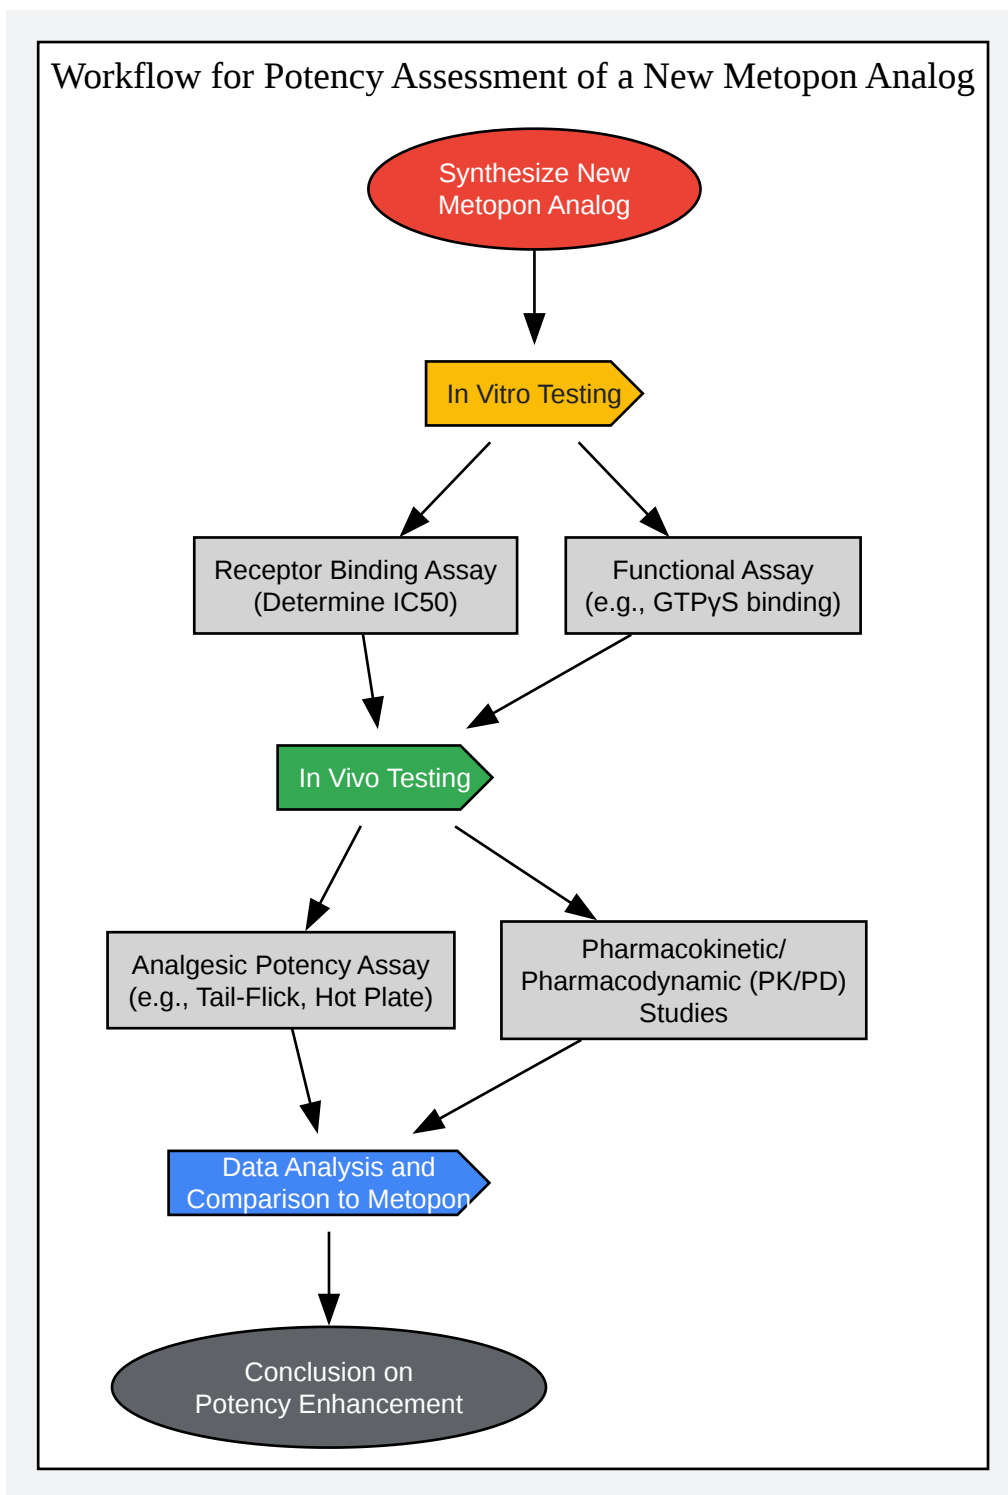 Workflow for Potency Assessment of a New Metopon Analog
Synthesize New
Metopon Analog
In Vitro Testing
Receptor Binding Assay
(Determine IC50)
Functional Assay
(e.g., GTPγS binding)
In Vivo Testing
Analgesic Potency Assay
(e.g., Tail-Flick, Hot Plate)
Pharmacokinetic/
Pharmacodynamic (PK/PD)
Studies
Data Analysis and
Comparison to Metopon
Conclusion on
Potency Enhancement